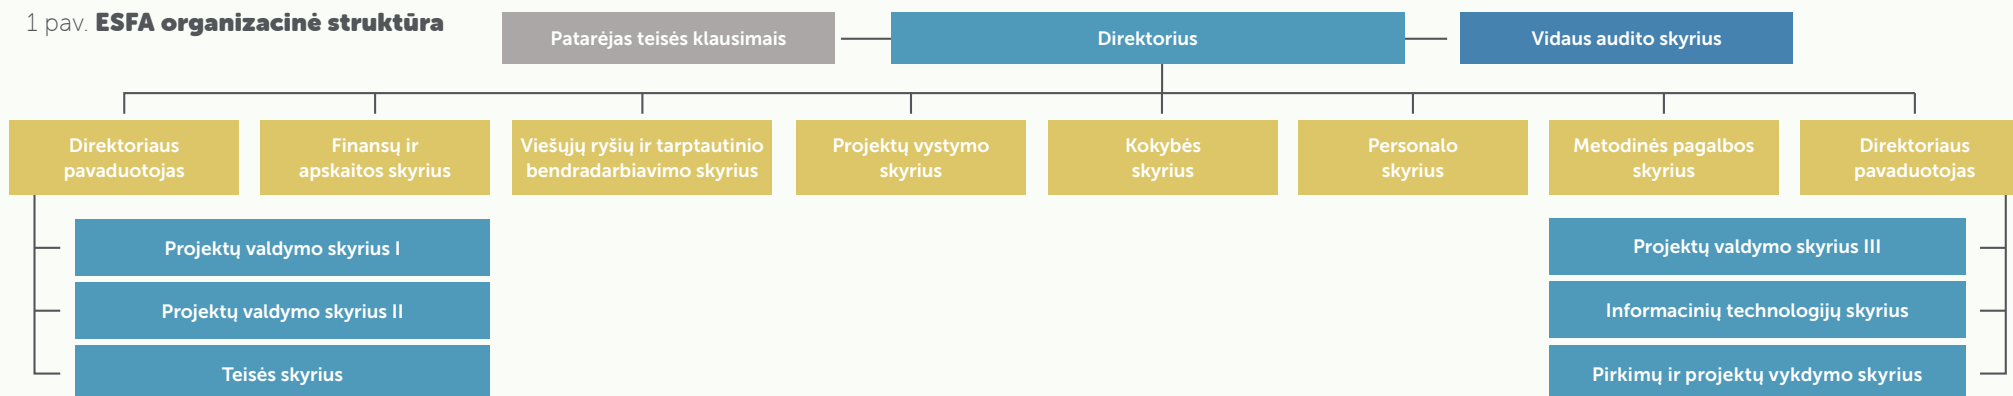 1 pav. ESFA organizacinė struktūra
Patarėjas teisės klausimais
Direktorius
Vidaus audito skyrius
Direktoriaus
pavaduotojas
Finansų ir
apskaitos skyrius
Viešųjų ryšių ir tarptautinio
bendradarbiavimo skyrius
Projektų vystymo
skyrius
Kokybės
skyrius
Personalo
skyrius
Metodinės pagalbos
skyrius
Direktoriaus
pavaduotojas
Projektų valdymo skyrius I
Projektų valdymo skyrius II
Teisės skyrius
Projektų valdymo skyrius III
Informacinių technologijų skyrius
Pirkimų ir projektų vykdymo skyrius